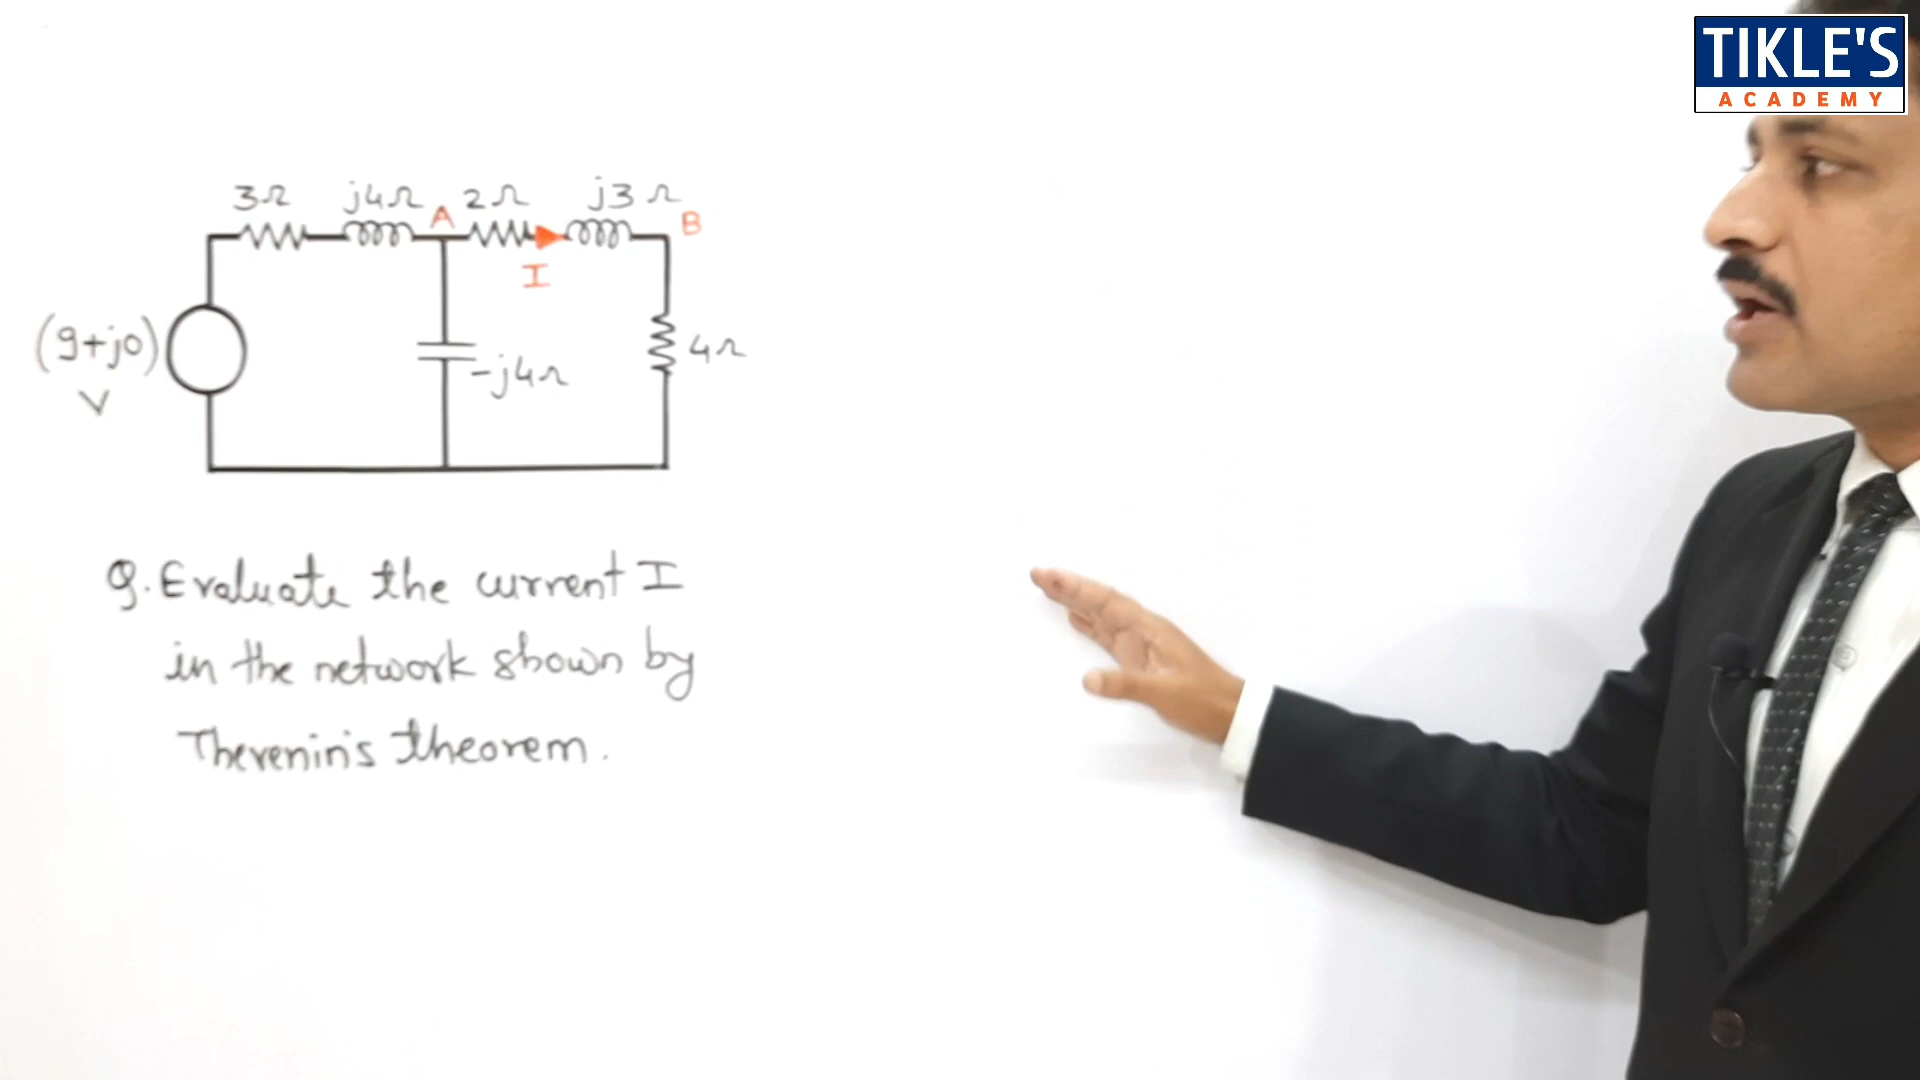 TIKLE'S
ACADEMY
3Ω j4Ω A 2Ω j3Ω B
I
(9+j0)
V
-j4Ω
4Ω
Q. Evaluate the current I
in the network shown by
Thevenin's theorem.